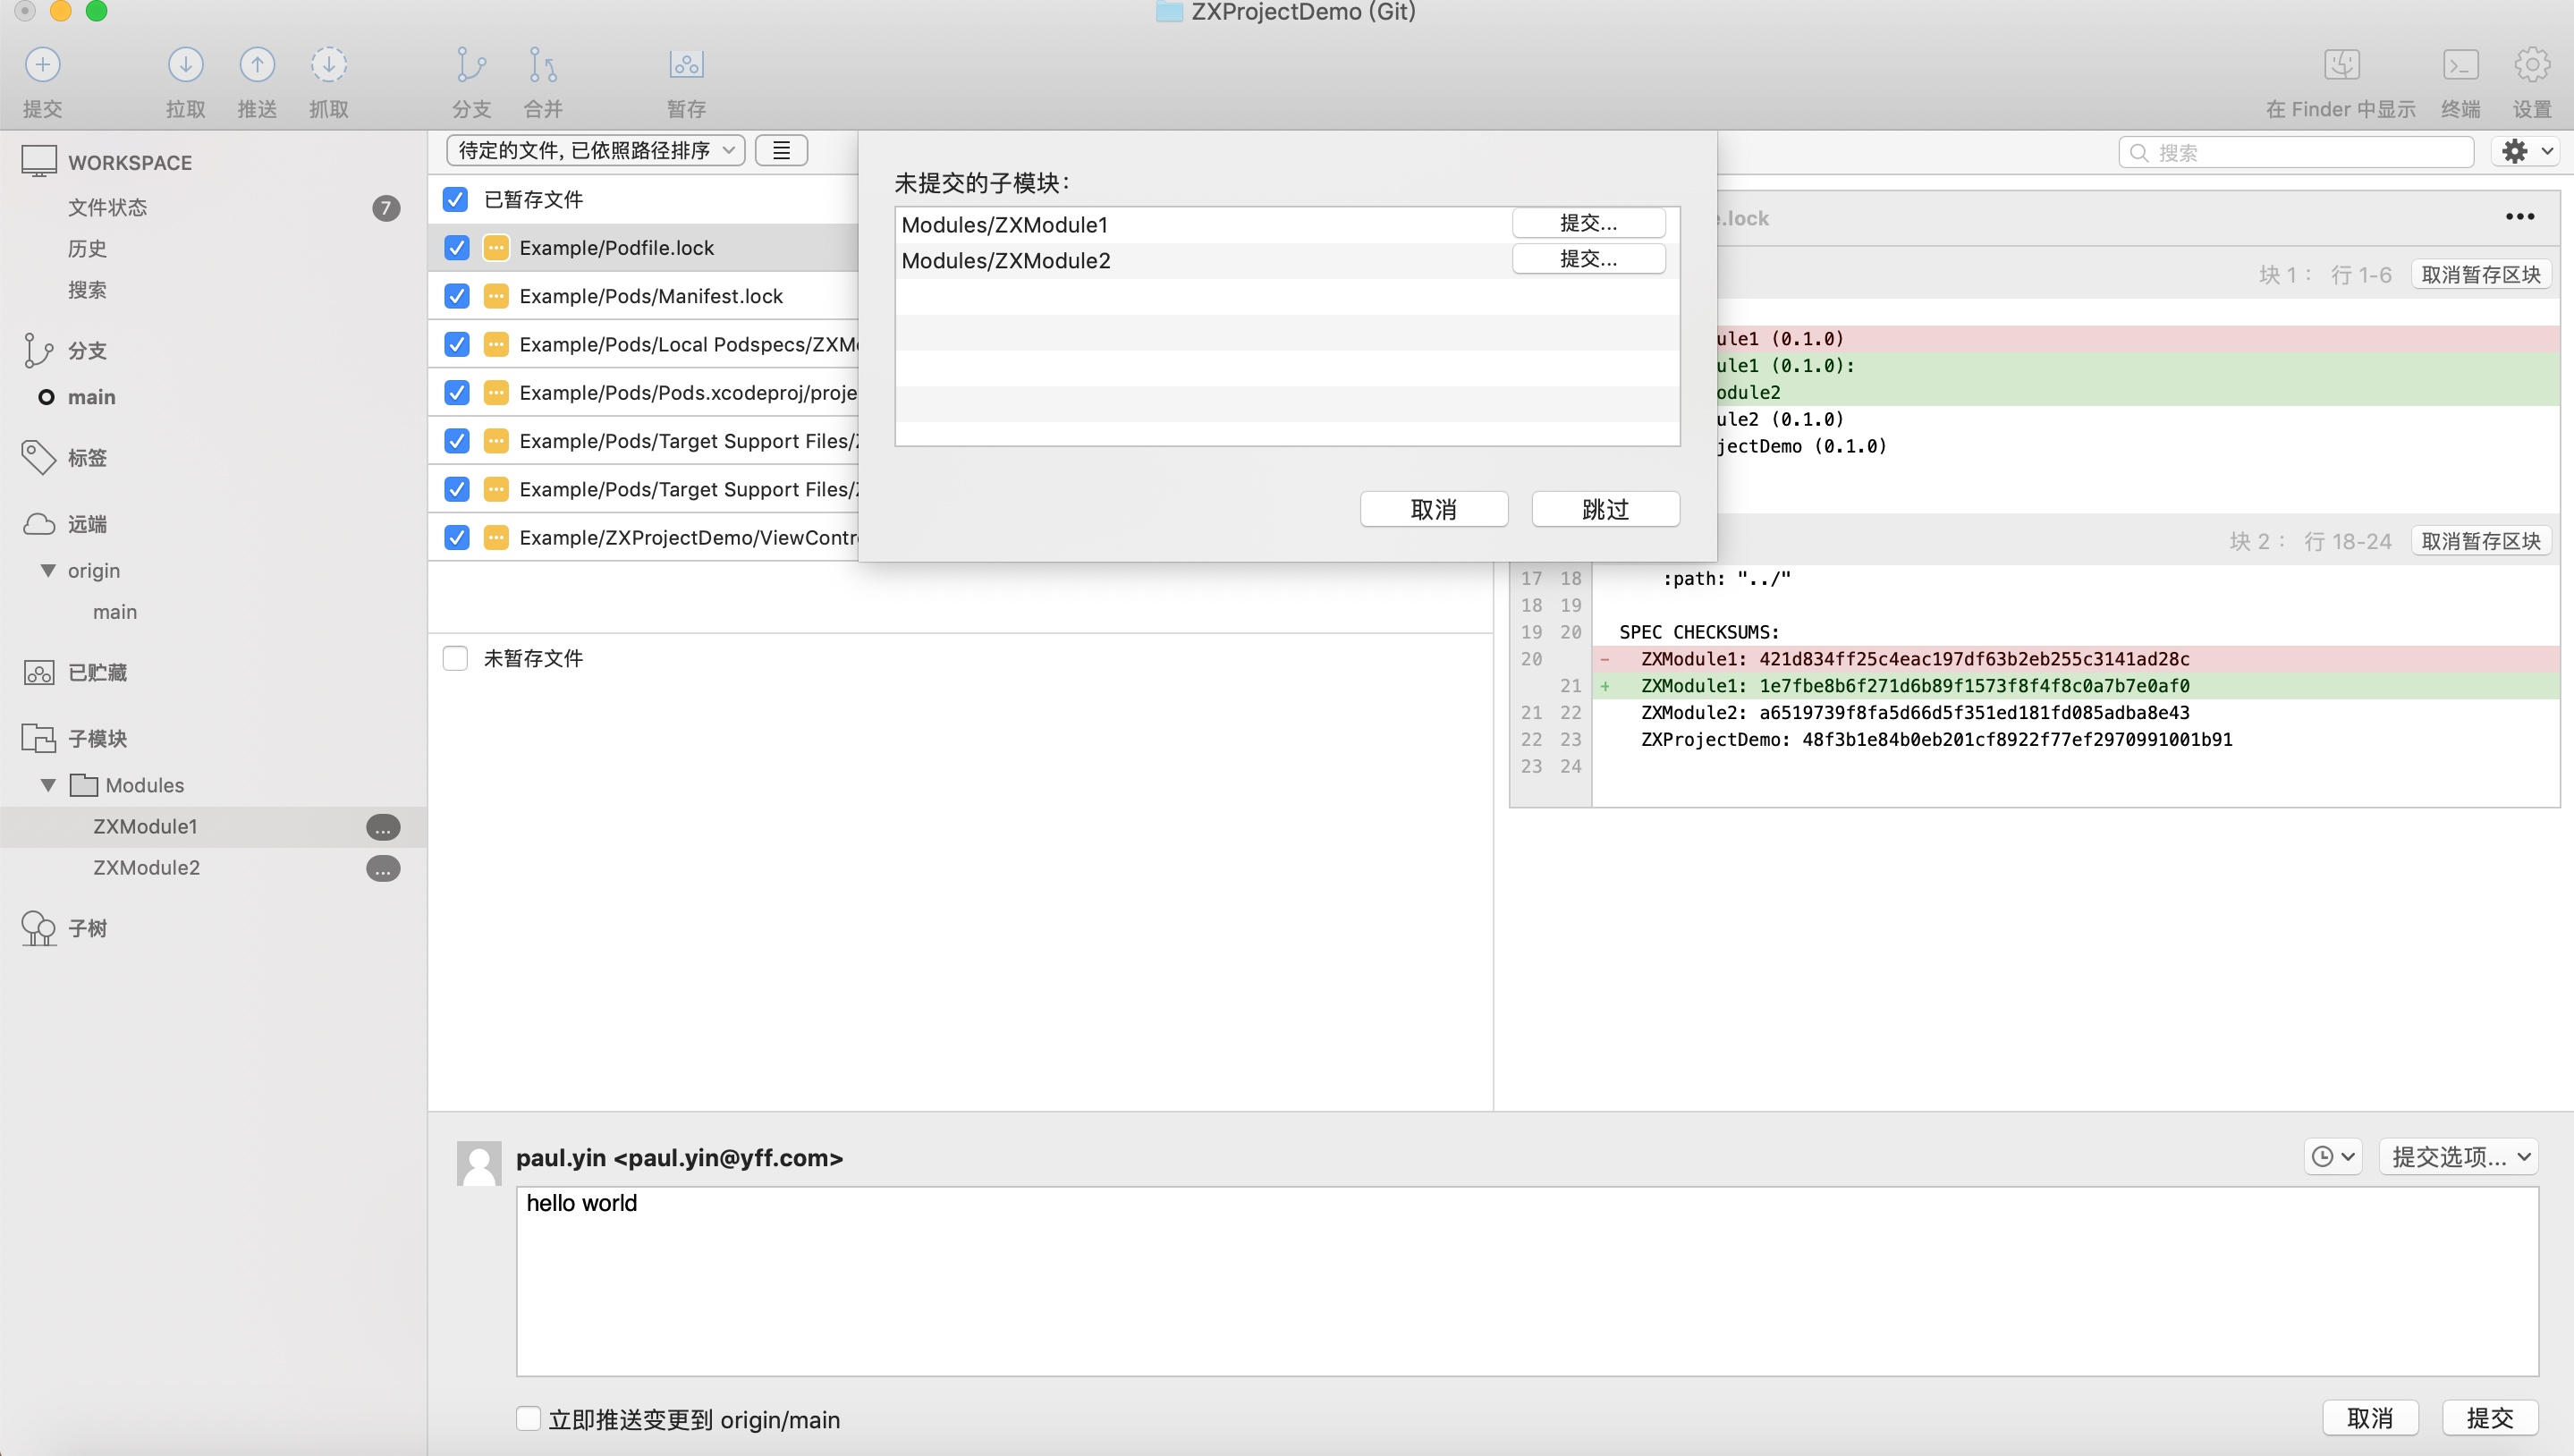 ZXProjectDemo (Git)
提交
拉取
推送
抓取
分支
合并
暂存
在 Finder 中显示
终端
设置
WORKSPACE
文件状态
7
历史
搜索
分支
main
标签
远端
origin
main
已贮藏
子模块
Modules
ZXModule1
...
ZXModule2
...
子树
待定的文件, 已依照路径排序
已暂存文件
Example/Podfile.lock
Example/Pods/Manifest.lock
Example/Pods/Local Podspecs/ZXM
Example/Pods/Pods.xcodeproj/proje
Example/Pods/Target Support Files/
Example/Pods/Target Support Files/
Example/ZXProjectDemo/ViewContr
未暂存文件
未提交的子模块：
Modules/ZXModule1
提交...
Modules/ZXModule2
提交...
取消
跳过
搜索
.lock
块 1： 行 1-6
取消暂存区块
ule1 (0.1.0)
ule1 (0.1.0):
odule2
ule2 (0.1.0)
jectDemo (0.1.0)
块 2： 行 18-24
取消暂存区块
17 18 :path: "../"
18 19
19 20 SPEC CHECKSUMS:
20 - ZXModule1: 421d834ff25c4eac197df63b2eb255c3141ad28c
21 + ZXModule1: 1e7fbe8b6f271d6b89f1573f8f4f8c0a7b7e0af0
21 22 ZXModule2: a6519739f8fa5d66d5f351ed181fd085adba8e43
22 23 ZXProjectDemo: 48f3b1e84b0eb201cf8922f77ef2970991001b91
23 24
paul.yin <paul.yin@yff.com>
提交选项...
hello world
立即推送变更到 origin/main
取消
提交